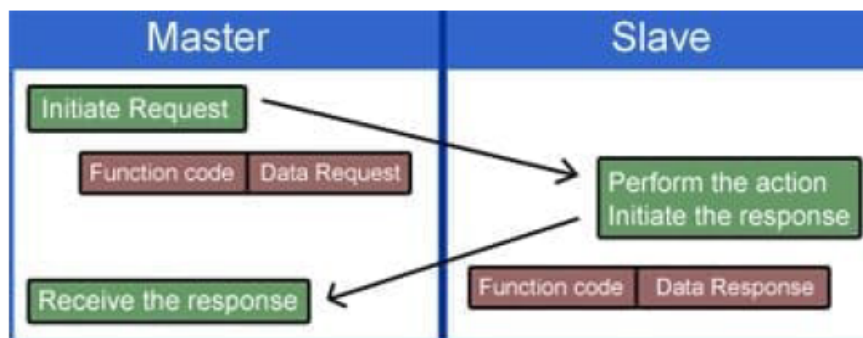 Master
Slave
Initiate Request
Function code
Data Request
Perform the action
Initiate the response
Receive the response
Function code
Data Response